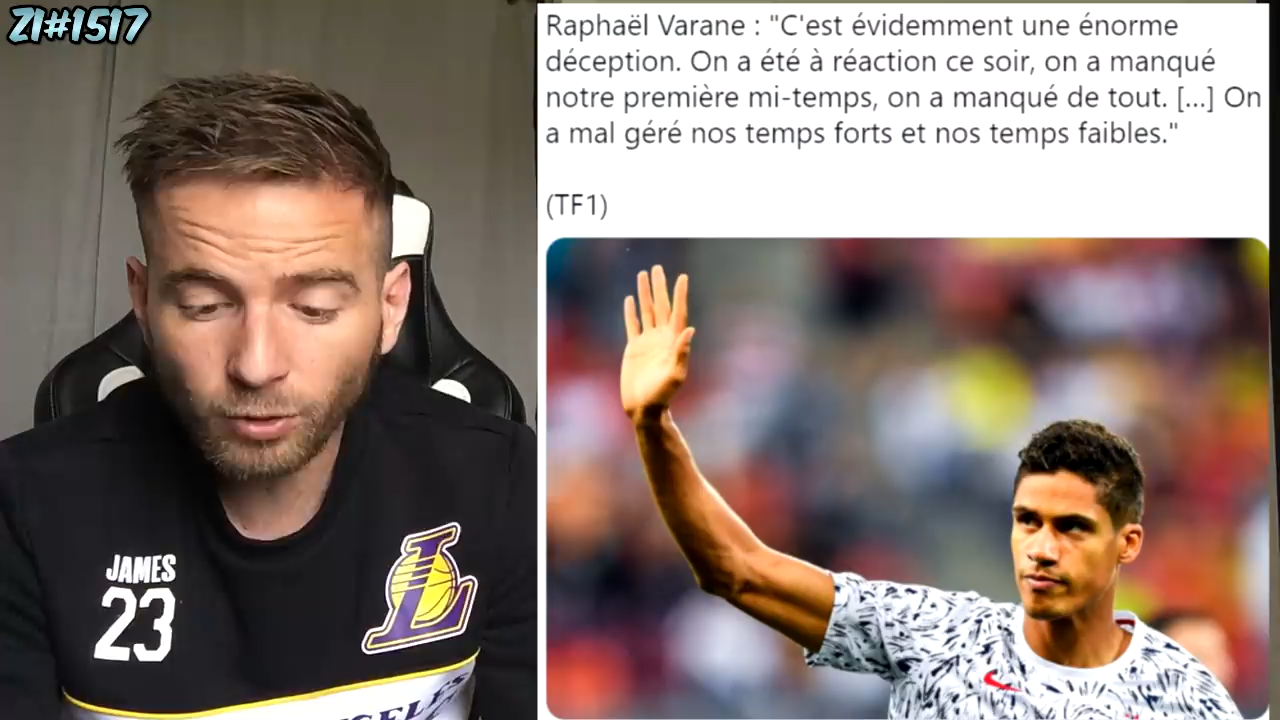 Z1#1517
Raphaël Varane : "C'est évidemment une énorme
déception. On a été à réaction ce soir, on a manqué
notre première mi-temps, on a manqué de tout. [...] On
a mal géré nos temps forts et nos temps faibles."
(TF1)
JAMES
23
L